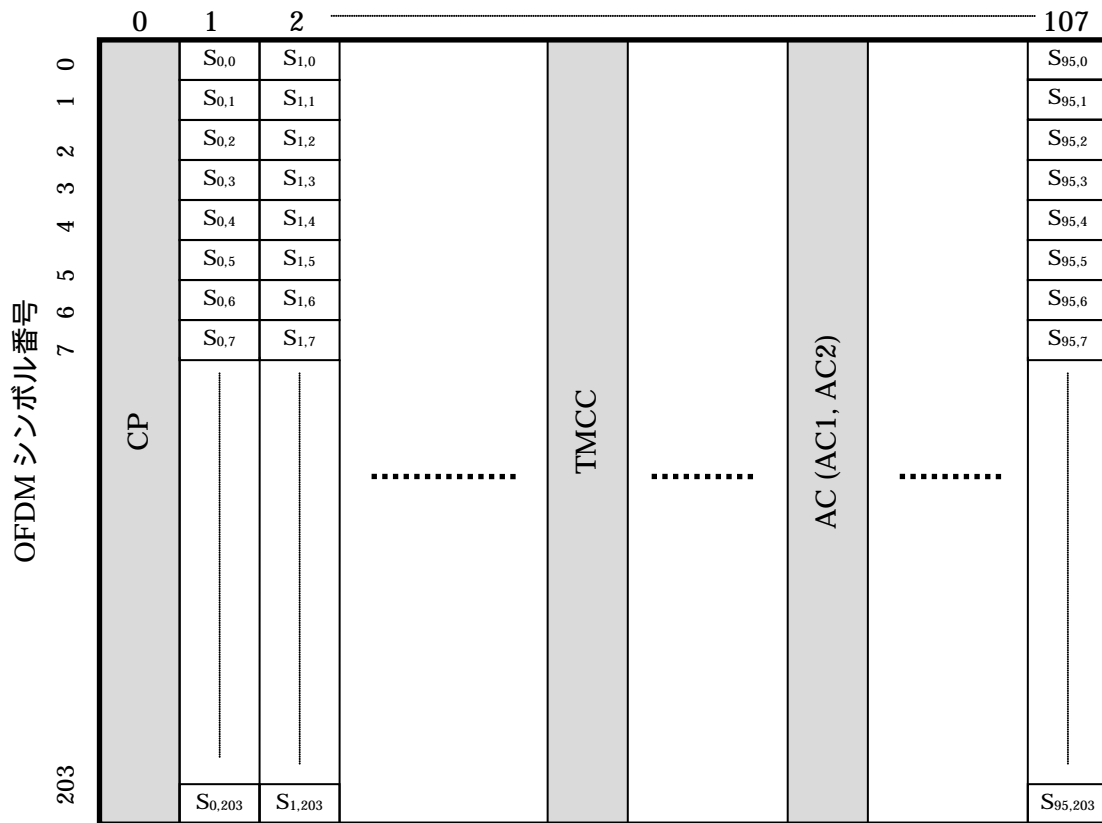 0 1 2 107
0 S0,0 S1,0 S95,0
1 S0,1 S1,1 S95,1
2 S0,2 S1,2 S95,2
3 S0,3 S1,3 S95,3
4 S0,4 S1,4 S95,4
5 S0,5 S1,5 S95,5
6 S0,6 S1,6 S95,6
7 S0,7 S1,7 S95,7
OFDM シンボル番号
CP
TMCC
AC (AC1, AC2)
203 S0,203 S1,203 S95,203